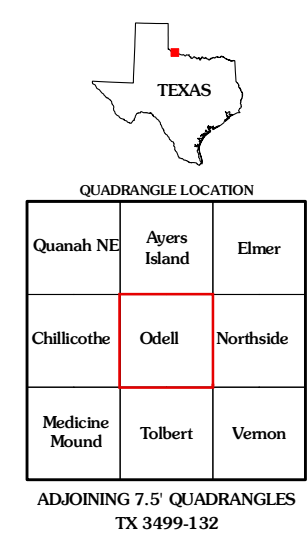 TEXAS
QUADRANGLE LOCATION
Quanah NE
Ayers
Island
Elmer
Chillicothe
Odell
Northside
Medicine
Mound
Tolbert
Vernon
ADJOINING 7.5' QUADRANGLES
TX 3499-132